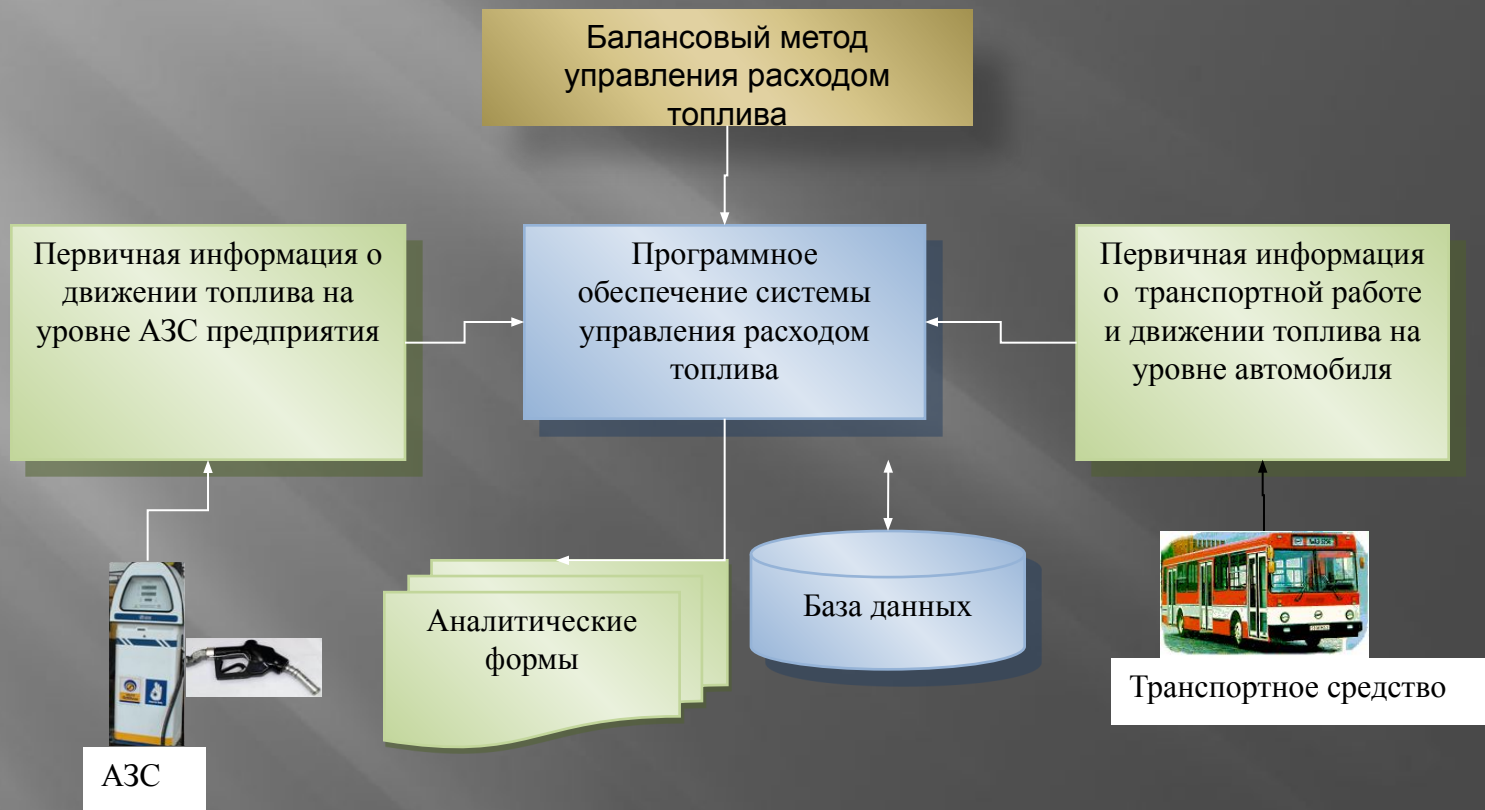 Балансовый метод
управления расходом
топлива
Первичная информация о
движении топлива на
уровне АЗС предприятия
Программное
обеспечение системы
управления расходом
топлива
Первичная информация
о транспортной работе
и движении топлива на
уровне автомобиля
Аналитические
формы
База данных
Транспортное средство
АЗС